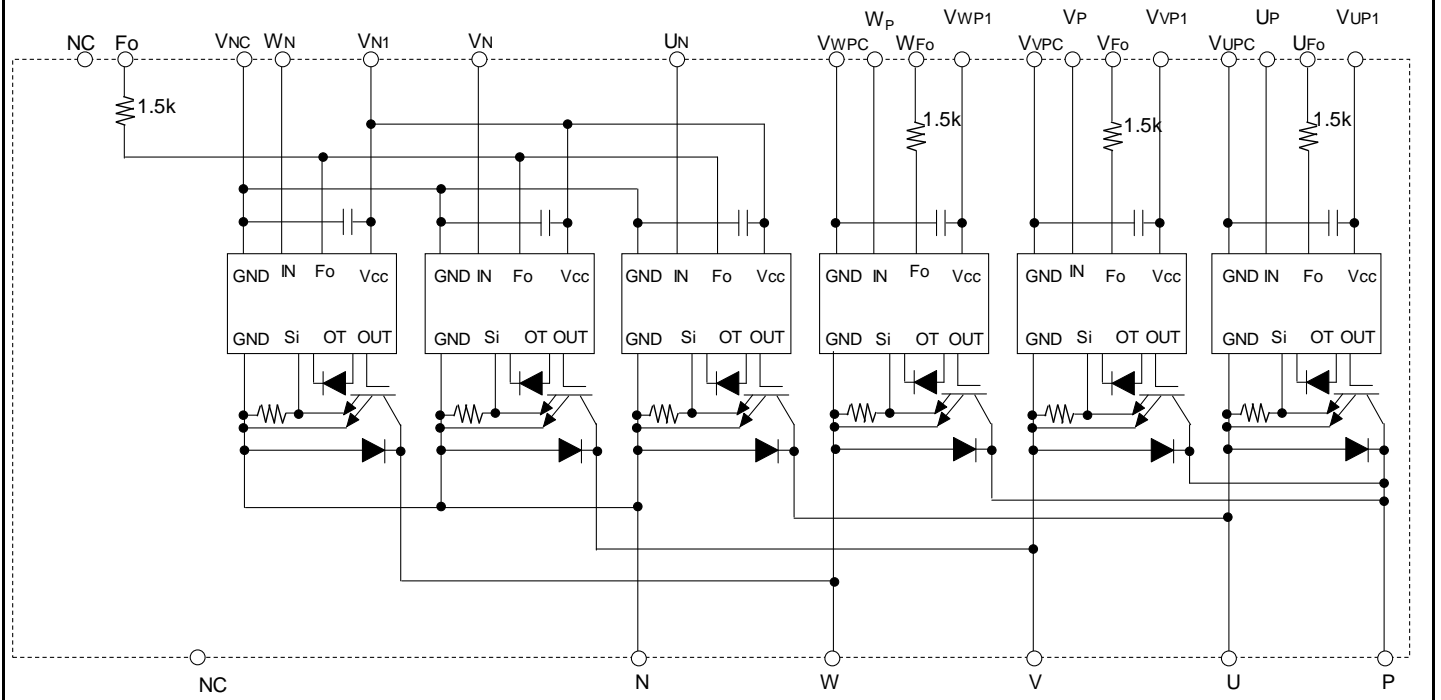 WP VWP1 VP VVP1 UP VUP1
NC Fo VNC WN VN1 VN UN VWPC WFo VVPC VFo VUPC UFo
1.5k 1.5k 1.5k 1.5k
GND IN Fo Vcc GND IN Fo Vcc GND IN Fo Vcc GND IN Fo Vcc GND IN Fo Vcc GND IN Fo Vcc
GND Si OT OUT GND Si OT OUT GND Si OT OUT GND Si OT OUT GND Si OT OUT GND Si OT OUT
NC N W V U P